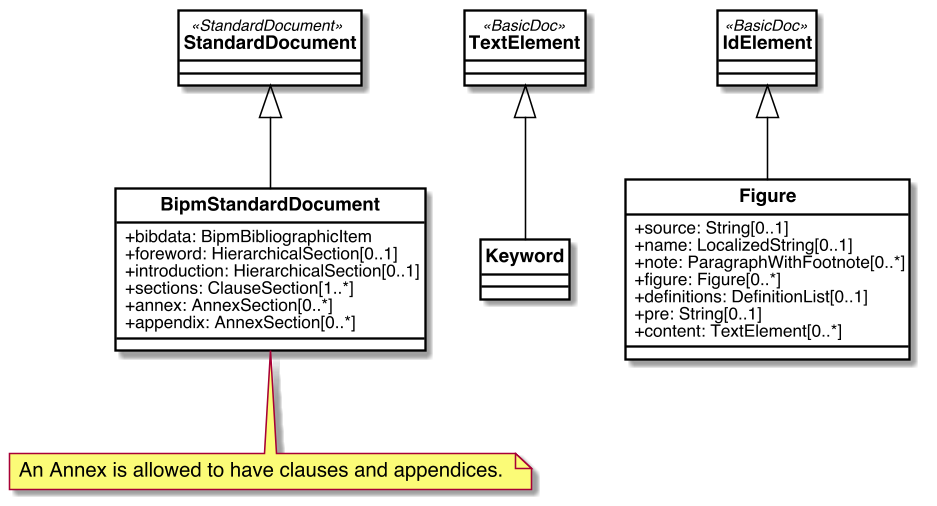 «StandardDocument»
StandardDocument
«BasicDoc»
TextElement
«BasicDoc»
IdElement
BipmStandardDocument
+bibdata: BipmBibliographicItem
+foreword: HierarchicalSection[0..1]
+introduction: HierarchicalSection[0..1]
+sections: ClauseSection[1..*]
+annex: AnnexSection[0..*]
+appendix: AnnexSection[0..*]
Keyword
Figure
+source: String[0..1]
+name: LocalizedString[0..1]
+note: ParagraphWithFootnote[0..*]
+figure: Figure[0..*]
+definitions: DefinitionList[0..1]
+pre: String[0..1]
+content: TextElement[0..*]
An Annex is allowed to have clauses and appendices.